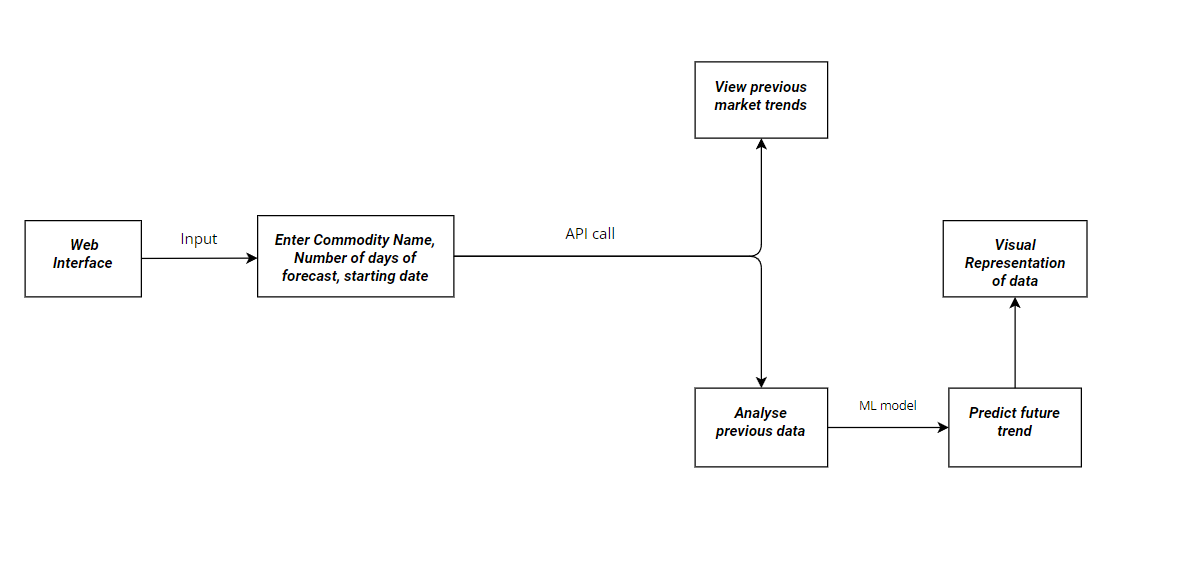 View previous
market trends
Web
Interface
Input
Enter Commodity Name,
Number of days of
forecast, starting date
API call
Visual
Representation
of data
Analyse
previous data
ML model
Predict future
trend